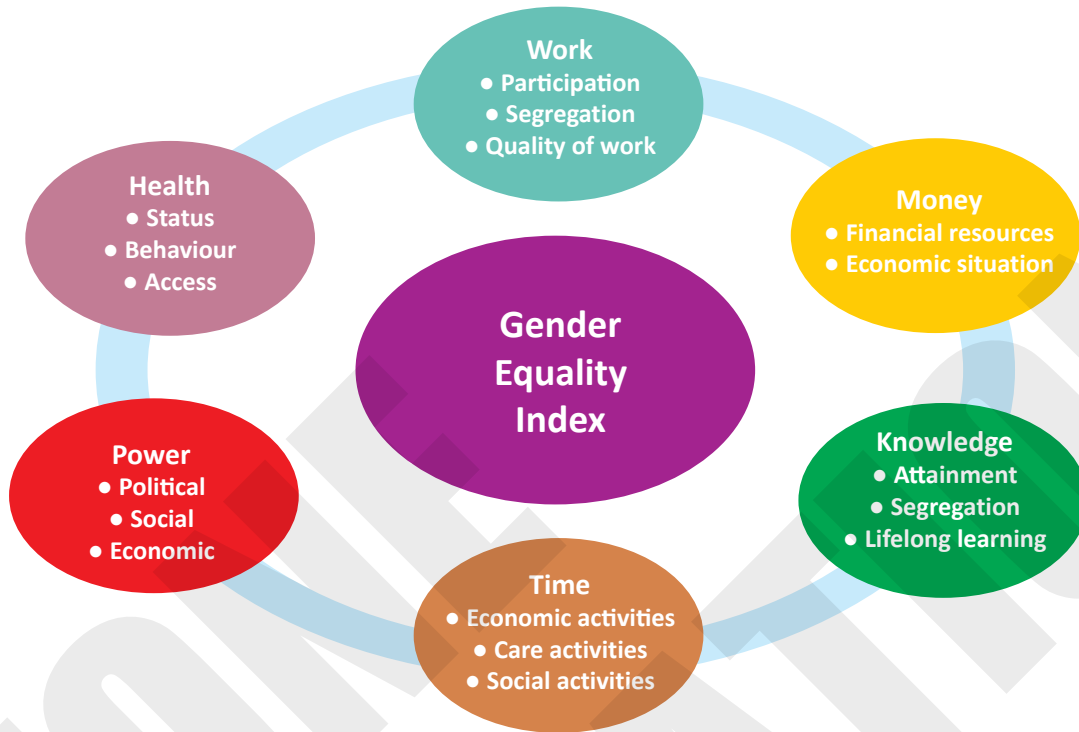 Work
● Participation
● Segregation
● Quality of work
Money
● Financial resources
● Economic situation
Knowledge
● Attainment
● Segregation
● Lifelong learning
Time
● Economic activities
● Care activities
● Social activities
Power
● Political
● Social
● Economic
Health
● Status
● Behaviour
● Access
Gender
Equality
Index